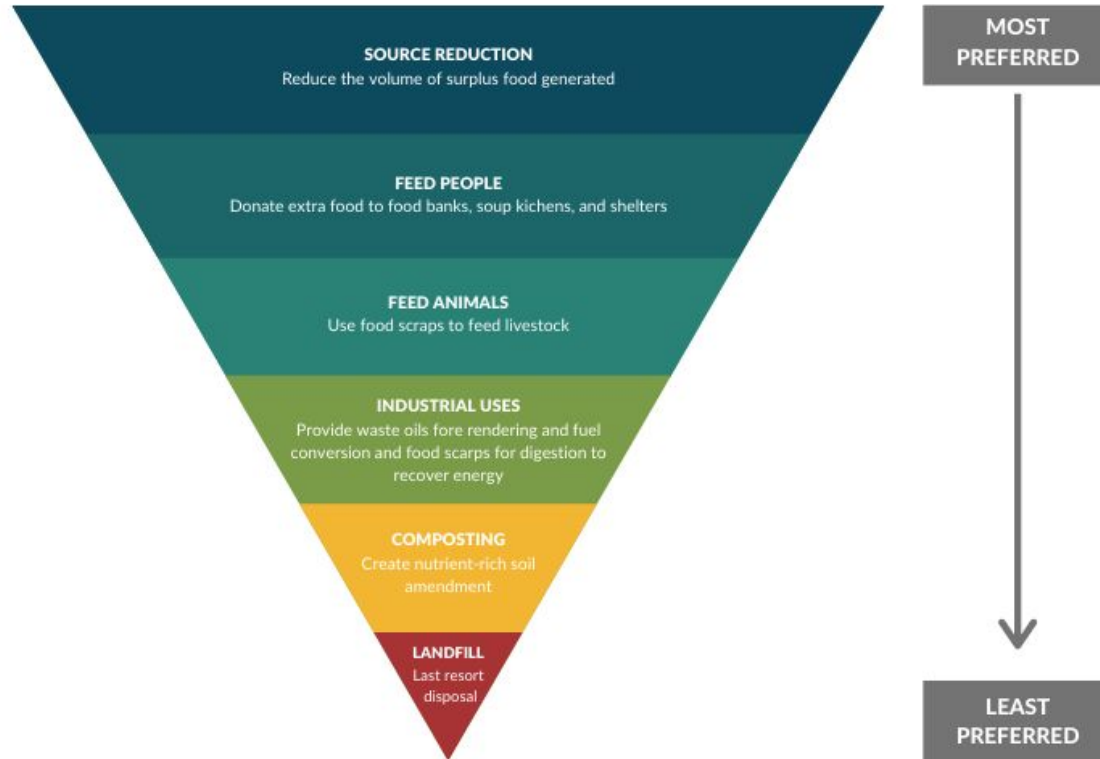 SOURCE REDUCTION
Reduce the volume of surplus food generated
FEED PEOPLE
Donate extra food to food banks, soup kichens, and shelters
FEED ANIMALS
Use food scraps to feed livestock
INDUSTRIAL USES
Provide waste oils fore rendering and fuel
conversion and food scarps for digestion to
recover energy
COMPOSTING
Create nutrient-rich soil
amendment
LANDFILL
Last resort
disposal
MOST
PREFERRED
LEAST
PREFERRED